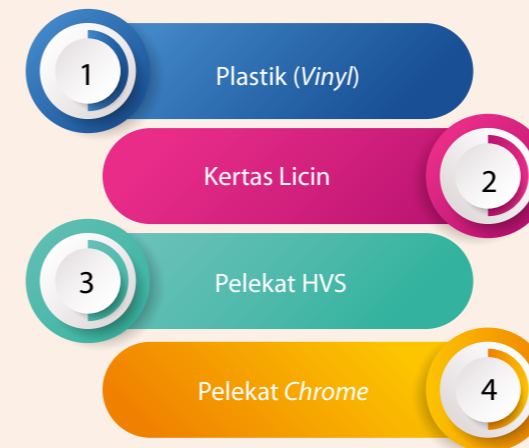 1 Plastik (Vinyl)
Kertas Licin 2
3 Pelekat HVS
Pelekat Chrome 4